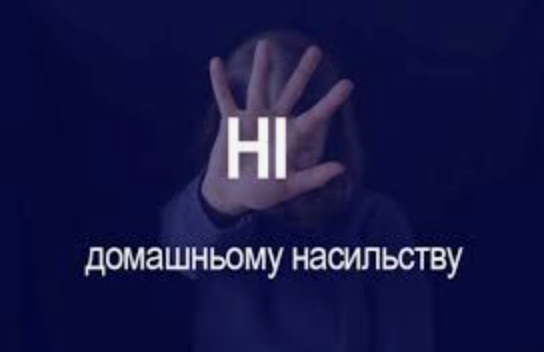 НІ
домашньому насильству